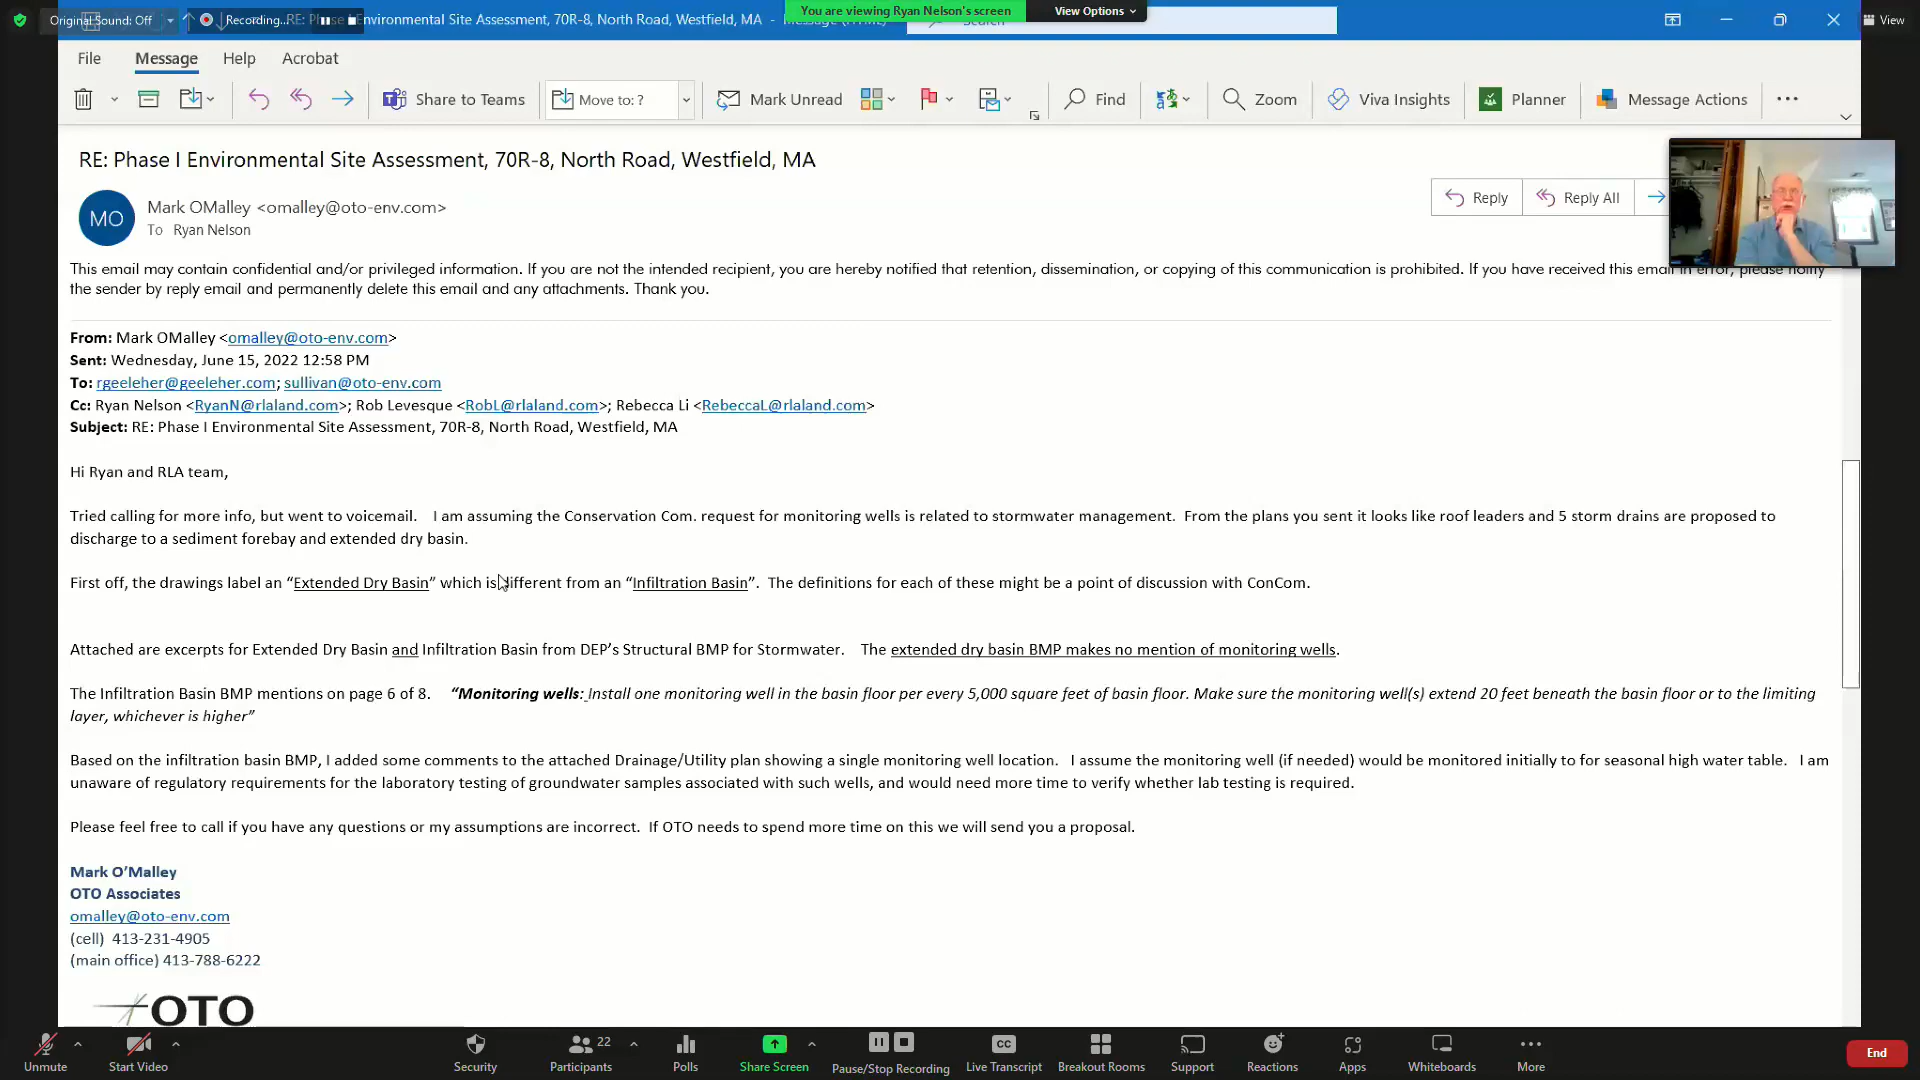 Original Sound: Off
Recording...
RE: Phase I Environmental Site Assessment, 70R-8, North Road, Westfield, MA
You are viewing Ryan Nelson's screen
View Options
Search
View
File
Message
Help
Acrobat
Share to Teams
Move to: ?
Mark Unread
Find
Zoom
Viva Insights
Planner
Message Actions
RE: Phase I Environmental Site Assessment, 70R-8, North Road, Westfield, MA
MO
Mark OMalley <omalley@oto-env.com>
To Ryan Nelson
Reply
Reply All
This email may contain confidential and/or privileged information. If you are not the intended recipient, you are hereby notified that retention, dissemination, or copying of this communication is prohibited. If you have received this email in error, please notify
the sender by reply email and permanently delete this email and any attachments. Thank you.
From: Mark OMalley <omalley@oto-env.com>
Sent: Wednesday, June 15, 2022 12:58 PM
To: rgeeleher@geeleher.com; sullivan@oto-env.com
Cc: Ryan Nelson <RyanN@rlaland.com>; Rob Levesque <RobL@rlaland.com>; Rebecca Li <RebeccaL@rlaland.com>
Subject: RE: Phase I Environmental Site Assessment, 70R-8, North Road, Westfield, MA
Hi Ryan and RLA team,
Tried calling for more info, but went to voicemail. I am assuming the Conservation Com. request for monitoring wells is related to stormwater management. From the plans you sent it looks like roof leaders and 5 storm drains are proposed to
discharge to a sediment forebay and extended dry basin.
First off, the drawings label an “Extended Dry Basin” which is different from an “Infiltration Basin”. The definitions for each of these might be a point of discussion with ConCom.
Attached are excerpts for Extended Dry Basin and Infiltration Basin from DEP’s Structural BMP for Stormwater. The extended dry basin BMP makes no mention of monitoring wells.
The Infiltration Basin BMP mentions on page 6 of 8. “Monitoring wells: Install one monitoring well in the basin floor per every 5,000 square feet of basin floor. Make sure the monitoring well(s) extend 20 feet beneath the basin floor or to the limiting
layer, whichever is higher”
Based on the infiltration basin BMP, I added some comments to the attached Drainage/Utility plan showing a single monitoring well location. I assume the monitoring well (if needed) would be monitored initially to for seasonal high water table. I am
unaware of regulatory requirements for the laboratory testing of groundwater samples associated with such wells, and would need more time to verify whether lab testing is required.
Please feel free to call if you have any questions or my assumptions are incorrect. If OTO needs to spend more time on this we will send you a proposal.
Mark O’Malley
OTO Associates
omalley@oto-env.com
(cell) 413-231-4905
(main office) 413-788-6222
OTO
Unmute
Start Video
Security
Participants
22
Polls
Share Screen
Pause/Stop Recording
CC
Live Transcript
Breakout Rooms
Support
Reactions
Apps
Whiteboards
More
End